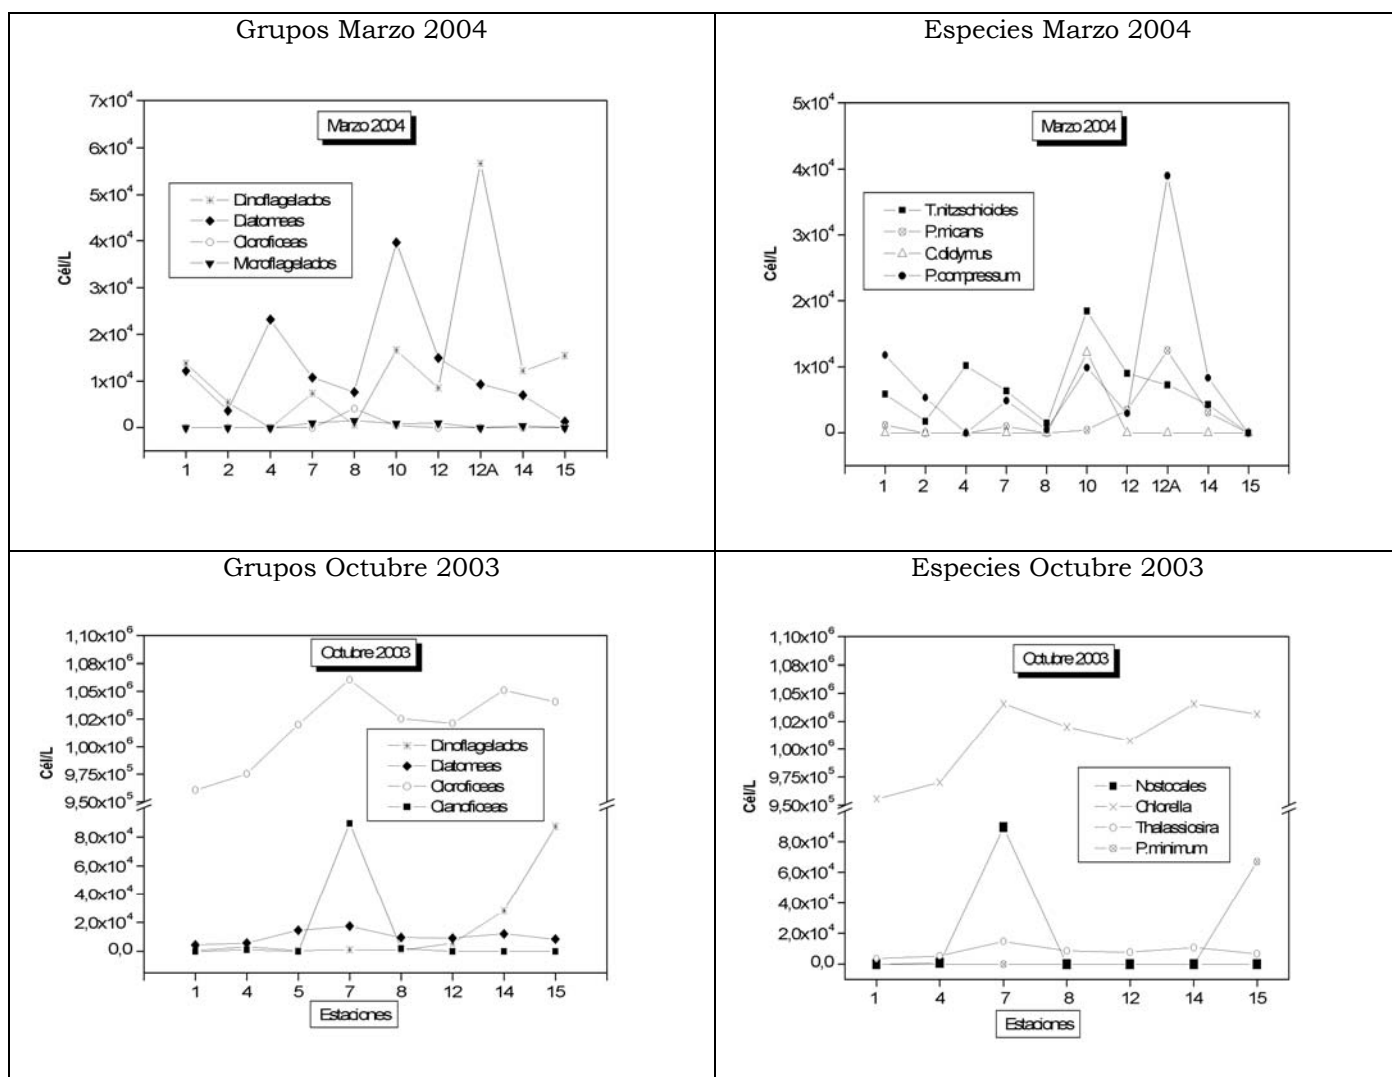 Grupos Marzo 2004
7x10⁴
6x10⁴
5x10⁴
4x10⁴
3x10⁴
2x10⁴
1x10⁴
0
Cél/L
Marzo 2004
Dinoflagelados
Diatomeas
Cloroficeas
Microflagelados
1 2 4 7 8 10 12 12A 14 15
Especies Marzo 2004
5x10⁴
4x10⁴
3x10⁴
2x10⁴
1x10⁴
0
Cél/L
Marzo 2004
T.nitzschioides
P.micans
C.didymus
P.compressum
1 2 4 7 8 10 12 12A 14 15
Grupos Octubre 2003
1,10x10⁶
1,08x10⁶
1,05x10⁶
1,02x10⁶
1,00x10⁶
9,75x10⁵
9,50x10⁵
8,0x10⁴
6,0x10⁴
4,0x10⁴
2,0x10⁴
0,0
Cél/L
Octubre 2003
Dinoflagelados
Diatomeas
Cloroficeas
Cianoficeas
1 4 5 7 8 12 14 15
Estaciones
Especies Octubre 2003
1,10x10⁶
1,08x10⁶
1,05x10⁶
1,02x10⁶
1,00x10⁶
9,75x10⁵
9,50x10⁵
8,0x10⁴
6,0x10⁴
4,0x10⁴
2,0x10⁴
0,0
Cél/L
Octubre 2003
Nostocales
Chlorella
Thalassiosira
P.minimum
1 4 7 8 12 14 15
Estaciones